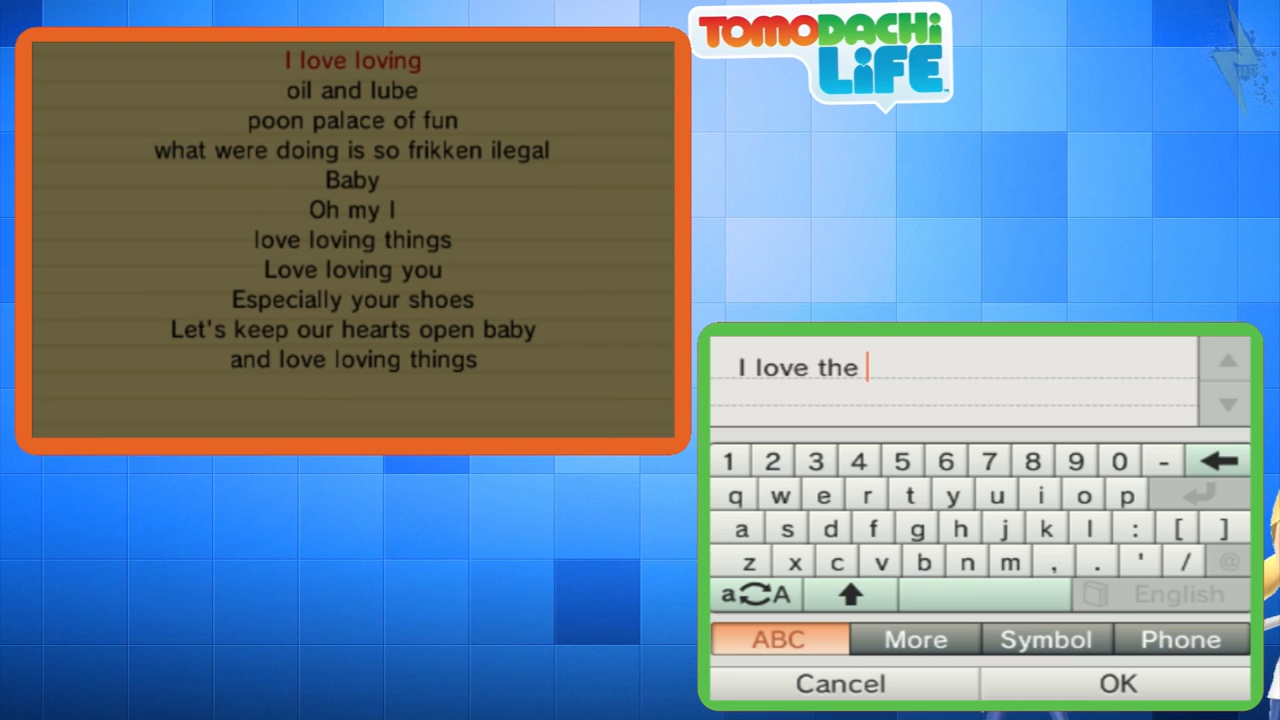 I love loving
oil and lube
poon palace of fun
what were doing is so frikken ilegal
Baby
Oh my I
love loving things
Love loving you
Especially your shoes
Let's keep our hearts open baby
and love loving things
TOMODACHi
LiFE
I love the
1 2 3 4 5 6 7 8 9 0 -
q w e r t y u i o p
a s d f g h j k l : [ ]
z x c v b n m , . ' / @
a A English
ABC More Symbol Phone
Cancel OK